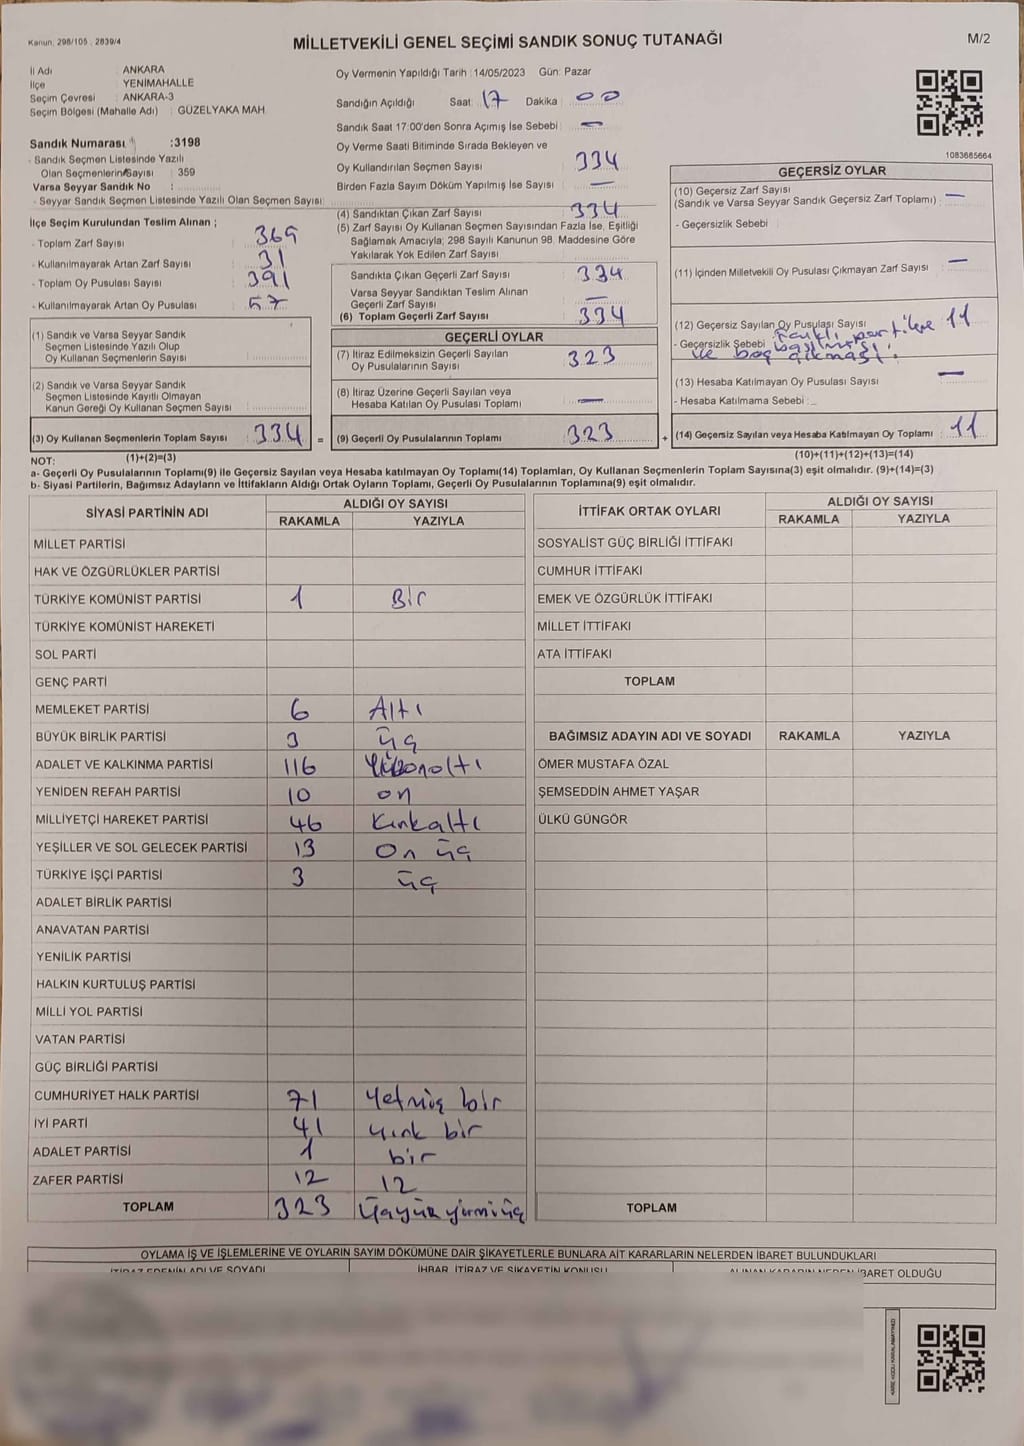 Kanun: 298/105 , 2839/4
MİLLETVEKİLİ GENEL SEÇİMİ SANDIK SONUÇ TUTANAĞI
M/2
İl Adı : ANKARA
İlçe : YENİMAHALLE
Seçim Çevresi : ANKARA-3
Seçim Bölgesi (Mahalle Adı) : GÜZELYAKA MAH.
Sandık Numarası :3198
- Sandık Seçmen Listesinde Yazılı
Olan Seçmenlerin Sayısı : 359
Varsa Seyyar Sandık No :
- Seyyar Sandık Seçmen Listesinde Yazılı Olan Seçmen Sayısı:
İlçe Seçim Kurulundan Teslim Alınan ;
- Toplam Zarf Sayısı : 369
- Kullanılmayarak Artan Zarf Sayısı : 31
- Toplam Oy Pusulası Sayısı : 391
- Kullanılmayarak Artan Oy Pusulası : 57
(1) Sandık ve Varsa Seyyar Sandık
Seçmen Listesinde Yazılı Olup
Oy Kullanan Seçmenlerin Sayısı :
(2) Sandık ve Varsa Seyyar Sandık
Seçmen Listesinde Kayıtlı Olmayan
Kanun Gereği Oy Kullanan Seçmen Sayısı :
(3) Oy Kullanan Seçmenlerin Toplam Sayısı : 334 =
Oy Vermenin Yapıldığı Tarih :14/05/2023 Gün: Pazar
Sandığın Açıldığı Saat: 17 Dakika : 00
Sandık Saat 17:00'den Sonra Açımış İse Sebebi : —
Oy Verme Saati Bitiminde Sırada Bekleyen ve
Oy Kullandırılan Seçmen Sayısı : 334
Birden Fazla Sayım Döküm Yapılmış İse Sayısı : —
(4) Sandıktan Çıkan Zarf Sayısı : 334
(5) Zarf Sayısı Oy Kullanan Seçmen Sayısından Fazla İse, Eşitliği
Sağlamak Amacıyla; 298 Sayılı Kanunun 98. Maddesine Göre
Yakılarak Yok Edilen Zarf Sayısı :
Sandıkta Çıkan Geçerli Zarf Sayısı : 334
Varsa Seyyar Sandıktan Teslim Alınan
Geçerli Zarf Sayısı : —
(6) Toplam Geçerli Zarf Sayısı : 334
GEÇERLİ OYLAR
(7) İtiraz Edilmeksizin Geçerli Sayılan
Oy Pusulalarının Sayısı : 323
(8) İtiraz Üzerine Geçerli Sayılan veya
Hesaba Katılan Oy Pusulası Toplamı : —
(9) Geçerli Oy Pusulalarının Toplamı : 323 +
1083685664
GEÇERSİZ OYLAR
(10) Geçersiz Zarf Sayısı
(Sandık ve Varsa Seyyar Sandık Geçersiz Zarf Toplamı) : —
- Geçersizlik Sebebi :
(11) İçinden Milletvekili Oy Pusulası Çıkmayan Zarf Sayısı : —
(12) Geçersiz Sayılan Oy Pusulası Sayısı : 11
- Geçersizlik Sebebi : Farklı partilere
basılması
ile boş çıkması.
(13) Hesaba Katılmayan Oy Pusulası Sayısı : —
- Hesaba Katılmama Sebebi :
(14) Geçersiz Sayılan veya Hesaba Katılmayan Oy Toplamı : 11
NOT: (1)+(2)=(3)
(10)+(11)+(12)+(13)=(14)
a- Geçerli Oy Pusulalarının Toplamı(9) ile Geçersiz Sayılan veya Hesaba katılmayan Oy Toplamı(14) Toplamları, Oy Kullanan Seçmenlerin Toplam Sayısına(3) eşit olmalıdır. (9)+(14)=(3)
b- Siyasi Partilerin, Bağımsız Adayların ve İttifakların Aldığı Ortak Oyların Toplamı, Geçerli Oy Pusulalarının Toplamına(9) eşit olmalıdır.
SİYASİ PARTİNİN ADI ALDIĞI OY SAYISI
RAKAMLA YAZIYLA
MİLLET PARTİSİ
HAK VE ÖZGÜRLÜKLER PARTİSİ
TÜRKİYE KOMÜNİST PARTİSİ 1 Bir
TÜRKİYE KOMÜNİST HAREKETİ
SOL PARTİ
GENÇ PARTİ
MEMLEKET PARTİSİ 6 Altı
BÜYÜK BİRLİK PARTİSİ 3 üç
ADALET VE KALKINMA PARTİSİ 116 Yüzonaltı
YENİDEN REFAH PARTİSİ 10 on
MİLLİYETÇİ HAREKET PARTİSİ 46 Kırkaltı
YEŞİLLER VE SOL GELECEK PARTİSİ 13 On üç
TÜRKİYE İŞÇİ PARTİSİ 3 üç
ADALET BİRLİK PARTİSİ
ANAVATAN PARTİSİ
YENİLİK PARTİSİ
HALKIN KURTULUŞ PARTİSİ
MİLLİ YOL PARTİSİ
VATAN PARTİSİ
GÜÇ BİRLİĞİ PARTİSİ
CUMHURİYET HALK PARTİSİ 71 Yetmiş bir
İYİ PARTİ 41 kırk bir
ADALET PARTİSİ 1 bir
ZAFER PARTİSİ 12 12
TOPLAM 323 Üçyüz yirmi üç
İTTİFAK ORTAK OYLARI ALDIĞI OY SAYISI
RAKAMLA YAZIYLA
SOSYALİST GÜÇ BİRLİĞİ İTTİFAKI
CUMHUR İTTİFAKI
EMEK VE ÖZGÜRLÜK İTTİFAKI
MİLLET İTTİFAKI
ATA İTTİFAKI
TOPLAM
BAĞIMSIZ ADAYIN ADI VE SOYADI RAKAMLA YAZIYLA
ÖMER MUSTAFA ÖZAL
ŞEMSEDDİN AHMET YAŞAR
ÜLKÜ GÜNGÖR
TOPLAM
OYLAMA İŞ VE İŞLEMLERİNE VE OYLARIN SAYIM DÖKÜMÜNE DAİR ŞİKAYETLERLE BUNLARA AİT KARARLARIN NELERDEN İBARET BULUNDUKLARI
İTİRAZ EDENİN ADI VE SOYADI İHBAR, İTİRAZ VE ŞİKAYETİN KONUSU ALINAN KARARIN NEDEN İBARET OLDUĞU